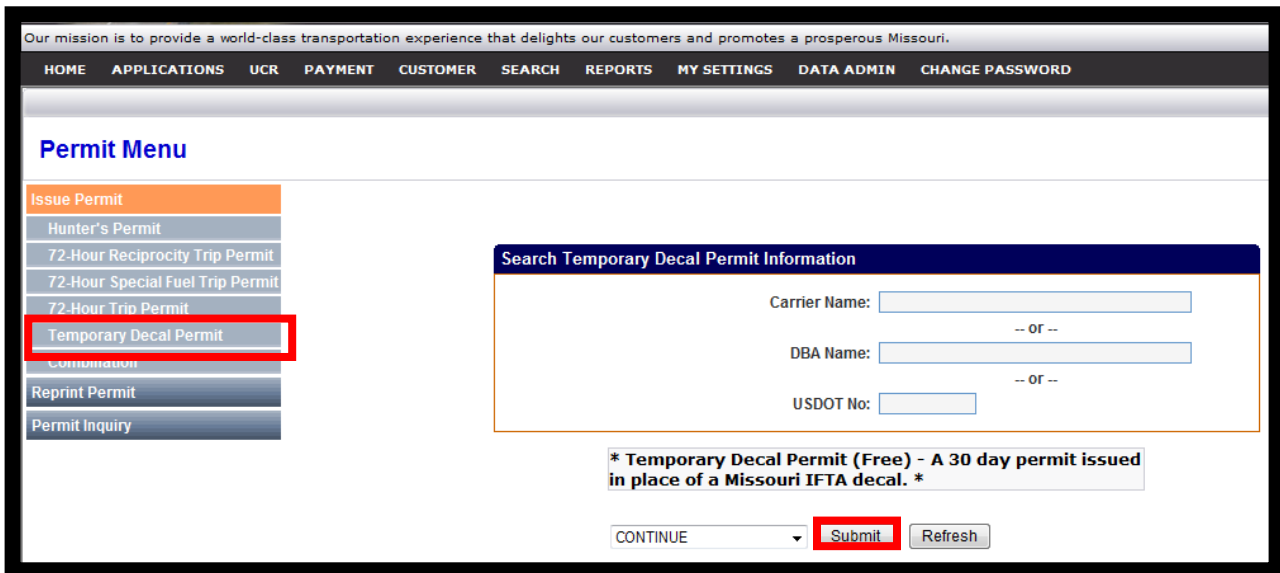 Our mission is to provide a world-class transportation experience that delights our customers and promotes a prosperous Missouri.
HOME APPLICATIONS UCR PAYMENT CUSTOMER SEARCH REPORTS MY SETTINGS DATA ADMIN CHANGE PASSWORD
Permit Menu
Issue Permit
Hunter's Permit
72-Hour Reciprocity Trip Permit
72-Hour Special Fuel Trip Permit
72-Hour Trip Permit
Temporary Decal Permit
Combination
Reprint Permit
Permit Inquiry
Search Temporary Decal Permit Information
Carrier Name:
-- or --
DBA Name:
-- or --
USDOT No:
* Temporary Decal Permit (Free) - A 30 day permit issued
in place of a Missouri IFTA decal. *
CONTINUE Submit Refresh